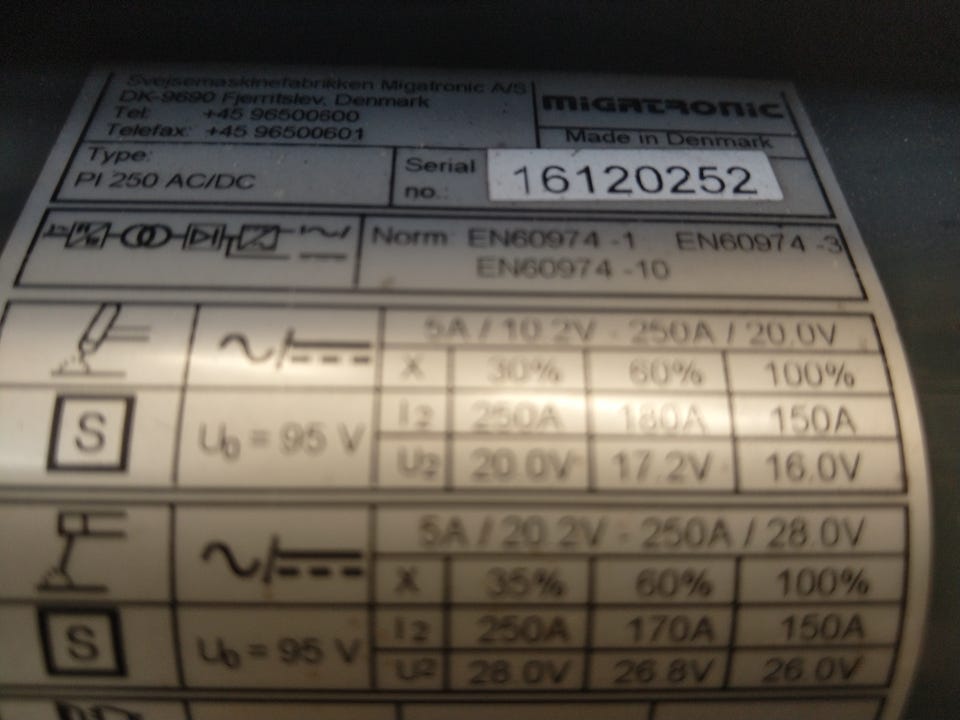 Svejsemaskinefabrikken Migatronic A/S
DK-9690 Fjerritslev, Denmark
Tel: +45 96500600
Telefax: +45 96500601
MIGATRONIC
Made in Denmark
Type:
PI 250 AC/DC
Serial no.: 16120252
Norm EN60974 -1 EN60974 -3
EN60974 -10
5A / 10.2V - 250A / 20.0V
X 30% 60% 100%
S U0 = 95 V
I2 250A 180A 150A
U2 20.0V 17.2V 16.0V
5A / 20.2V - 250A / 28.0V
X 35% 60% 100%
S U0 = 95 V
I2 250A 170A 150A
U2 28.0V 26.8V 26.0V